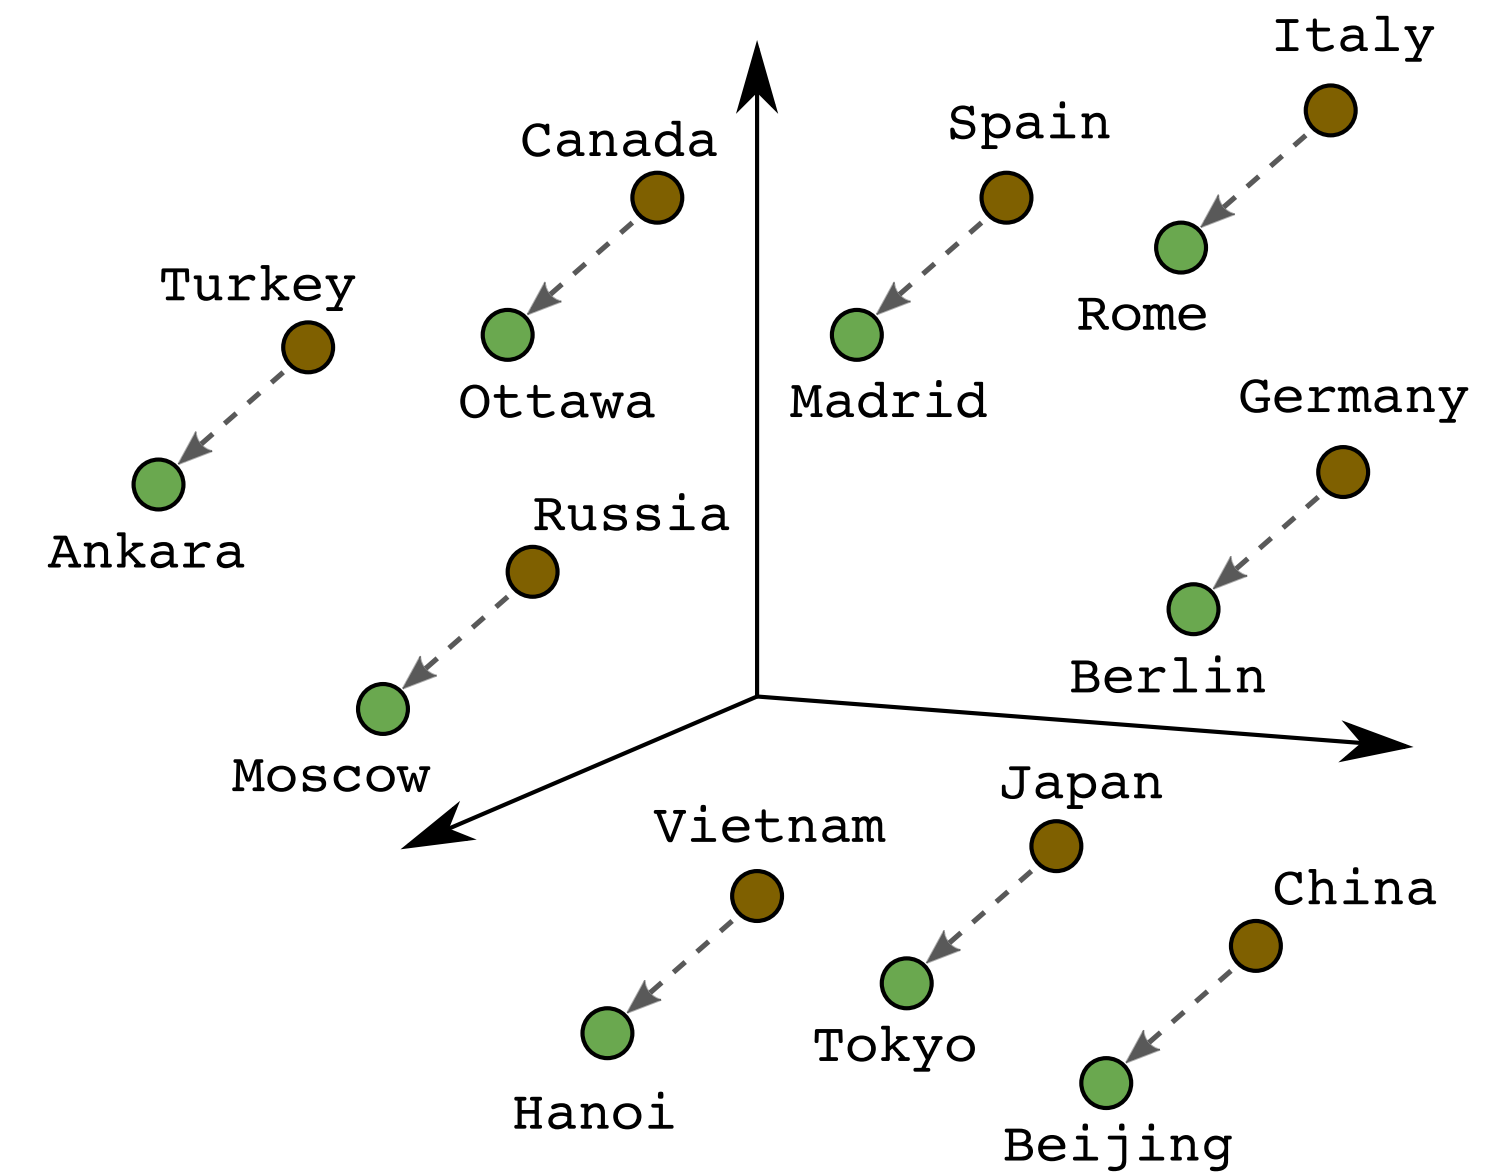 Italy
Spain
Canada
Turkey
Rome
Ottawa
Madrid
Germany
Russia
Ankara
Berlin
Moscow
Japan
Vietnam
China
Tokyo
Hanoi
Beijing